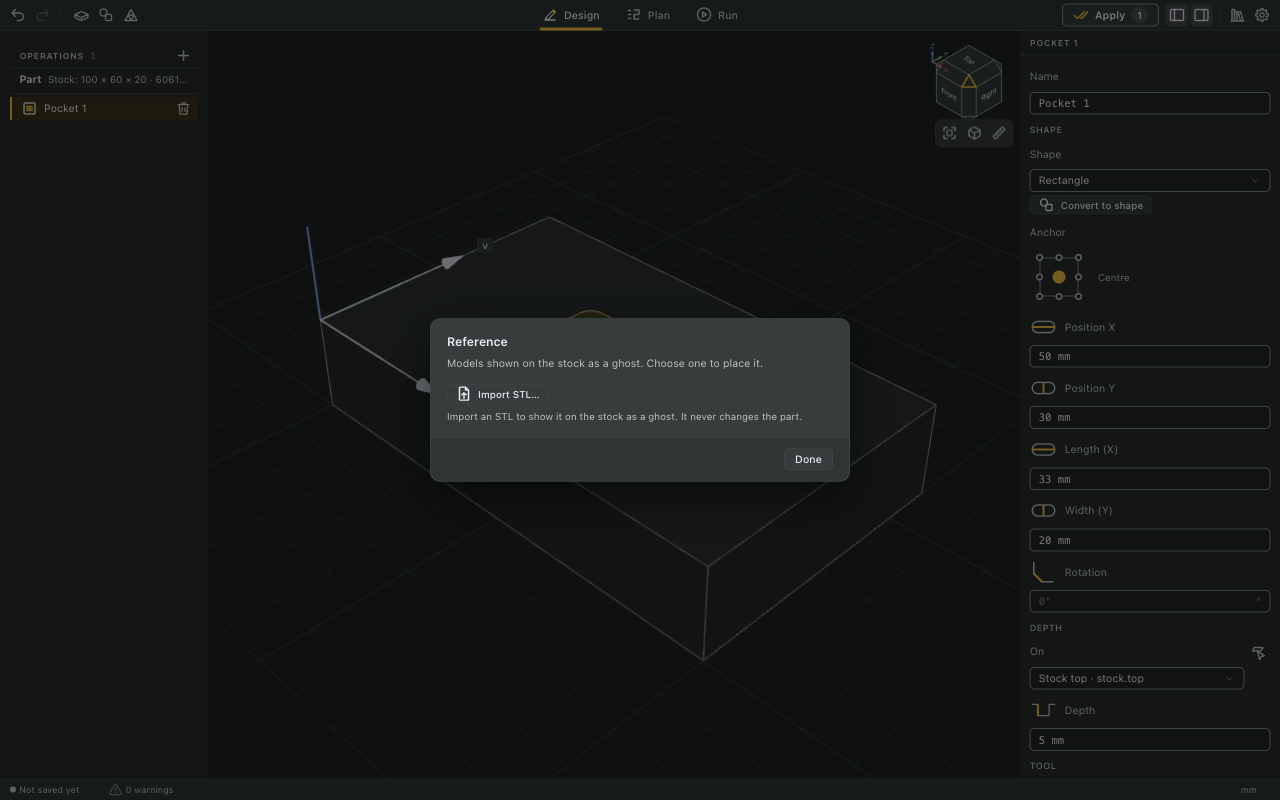 Design
Plan
Run
Apply 1
OPERATIONS 1
Part Stock: 100 × 60 × 20 · 6061...
Pocket 1
Z
Y
X
Top
Front
Right
v
Reference
Models shown on the stock as a ghost. Choose one to place it.
Import STL...
Import an STL to show it on the stock as a ghost. It never changes the part.
Done
POCKET 1
Name
Pocket 1
SHAPE
Shape
Rectangle
Convert to shape
Anchor
Centre
Position X
50 mm
Position Y
30 mm
Length (X)
33 mm
Width (Y)
20 mm
Rotation
0° °
DEPTH
On
Stock top · stock.top
Depth
5 mm
TOOL
Not saved yet
0 warnings
mm